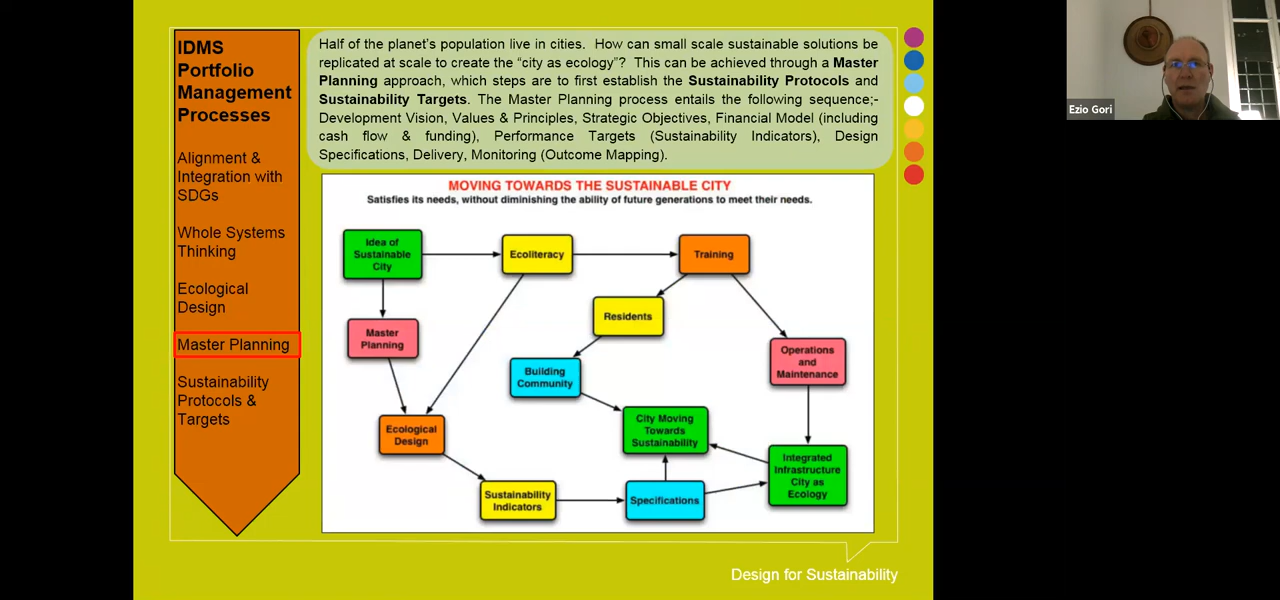 IDMS
Portfolio
Management
Processes
Alignment &
Integration with
SDGs
Whole Systems
Thinking
Ecological
Design
Master Planning
Sustainability
Protocols &
Targets
Half of the planet's population live in cities. How can small scale sustainable solutions be
replicated at scale to create the "city as ecology"? This can be achieved through a Master
Planning approach, which steps are to first establish the Sustainability Protocols and
Sustainability Targets. The Master Planning process entails the following sequence;-
Development Vision, Values & Principles, Strategic Objectives, Financial Model (including
cash flow & funding), Performance Targets (Sustainability Indicators), Design
Specifications, Delivery, Monitoring (Outcome Mapping).
MOVING TOWARDS THE SUSTAINABLE CITY
Satisfies its needs, without diminishing the ability of future generations to meet their needs.
Idea of
Sustainable
City
Ecoliteracy
Training
Residents
Master
Planning
Operations
and
Maintenance
Building
Community
Ecological
Design
City Moving
Towards
Sustainability
Integrated
Infrastructure
City as
Ecology
Sustainability
Indicators
Specifications
Design for Sustainability
Ezio Gori